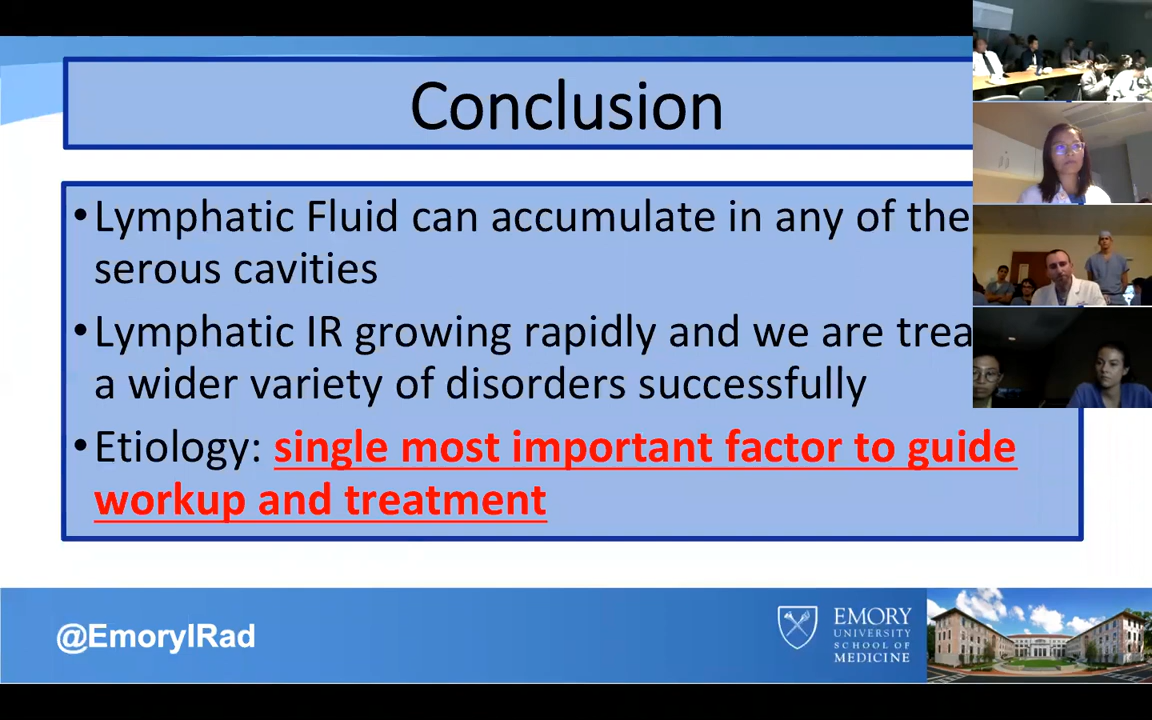 Conclusion
•Lymphatic Fluid can accumulate in any of the
serous cavities
•Lymphatic IR growing rapidly and we are trea
a wider variety of disorders successfully
•Etiology: single most important factor to guide
workup and treatment
@EmoryIRad
EMORY
UNIVERSITY
SCHOOL OF
MEDICINE